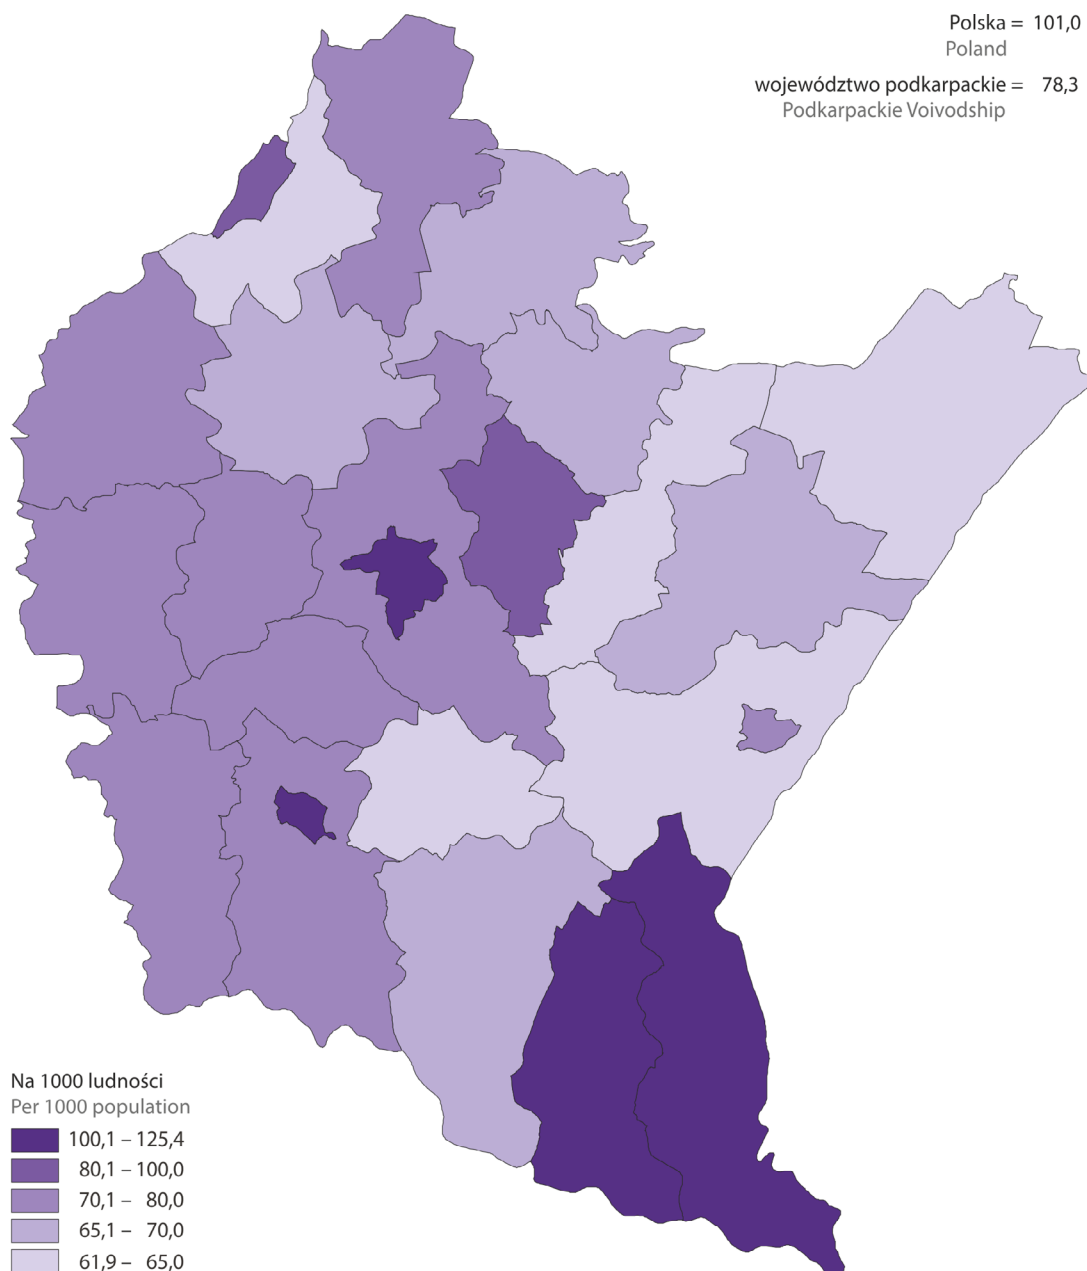 Polska = 101,0
Poland
województwo podkarpackie = 78,3
Podkarpackie Voivodship
Na 1000 ludności
Per 1000 population
100,1 – 125,4
80,1 – 100,0
70,1 – 80,0
65,1 – 70,0
61,9 – 65,0